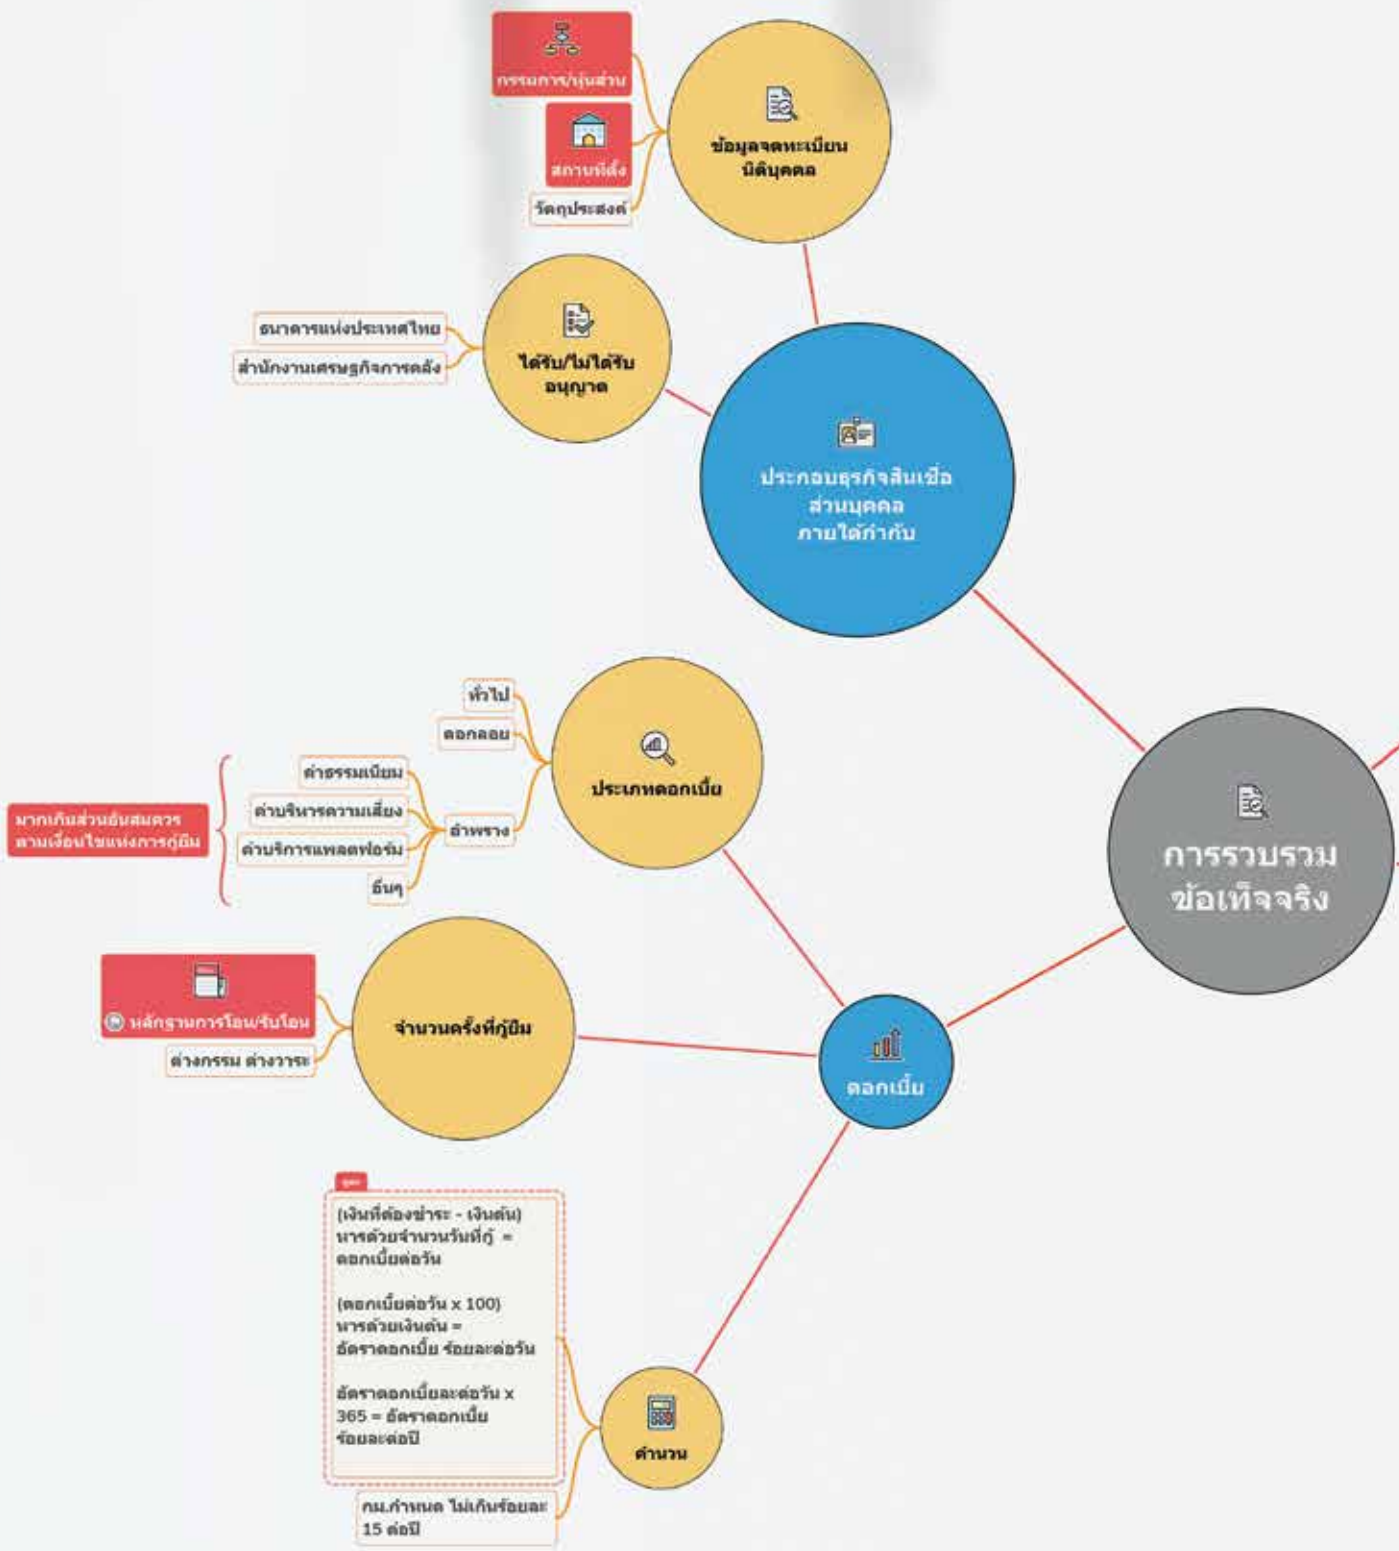 กรรมการ/หุ้นส่วน
สถานที่ตั้ง
วัตถุประสงค์
ข้อมูลจดทะเบียน
นิติบุคคล
ธนาคารแห่งประเทศไทย
สำนักงานเศรษฐกิจการคลัง
ได้รับ/ไม่ได้รับ
อนุญาต
ประกอบธุรกิจสินเชื่อ
ส่วนบุคคล
ภายใต้กำกับ
ทั่วไป
ดอกลอย
ค่าธรรมเนียม
ค่าบริหารความเสี่ยง
ค่าบริการแพลตฟอร์ม
อื่นๆ
อำพราง
มากเกินส่วนอันสมควร
ตามเงื่อนไขแห่งการกู้ยืม
ประเภทดอกเบี้ย
การรวบรวม
ข้อเท็จจริง
หลักฐานการโอน/รับโอน
ต่างกรรม ต่างวาระ
จำนวนครั้งที่กู้ยืม
ดอกเบี้ย
(เงินที่ต้องชำระ - เงินต้น)
หารด้วยจำนวนวันที่กู้ =
ดอกเบี้ยต่อวัน
(ดอกเบี้ยต่อวัน x 100)
หารด้วยเงินต้น =
อัตราดอกเบี้ย ร้อยละต่อวัน
อัตราดอกเบี้ยละต่อวัน x
365 = อัตราดอกเบี้ย
ร้อยละต่อปี
คำนวน
กม.กำหนด ไม่เกินร้อยละ
15 ต่อปี